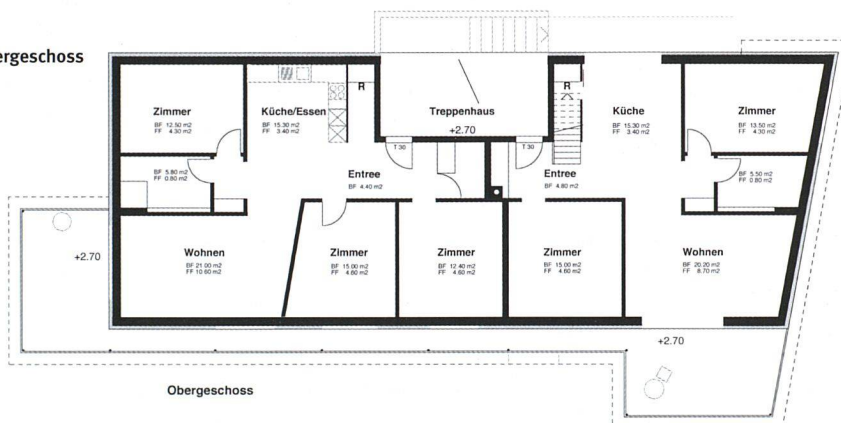 ergeschoss
Zimmer
BF 12.50 m2
FF 4.30 m2
Küche/Essen
BF 15.30 m2
FF 3.40 m2
R
Treppenhaus
+2.70
R
Küche
BF 15.30 m2
FF 3.40 m2
Zimmer
BF 13.50 m2
FF 4.30 m2
T 30
T 30
BF 5.80 m2
FF 0.80 m2
Entree
BF 4.40 m2
Entree
BF 4.80 m2
BF 5.50 m2
FF 0.80 m2
+2.70
Wohnen
BF 21.00 m2
FF 10.60 m2
Zimmer
BF 15.00 m2
FF 4.60 m2
Zimmer
BF 12.40 m2
FF 4.60 m2
Zimmer
BF 15.00 m2
FF 4.60 m2
Wohnen
BF 20.20 m2
FF 8.70 m2
+2.70
Obergeschoss